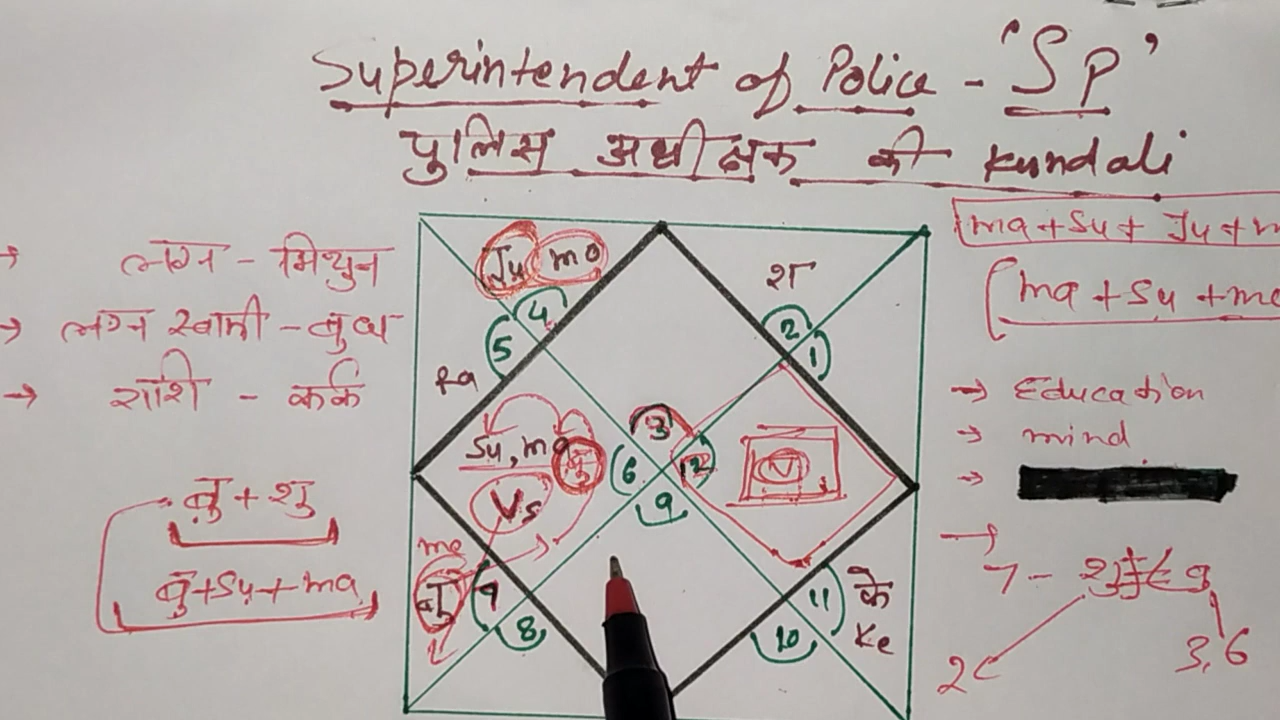 Superintendent of Police - 'SP'
पुलिस अधीक्षक की Kundali
→ लग्न - मिथुन
→ लग्न स्वामी - बुध
→ राशि - कर्क
बु + शु
बु + Su + ma
Ju mo
4
5
Ra
श
2
1
3
Su, ma
6
12
9
Vs
me
7
8
11
के
Ke
10
ma + Su + Ju + m
ma + Su + mo
→ Education
→ mind
→
→
7 -
2
3, 6